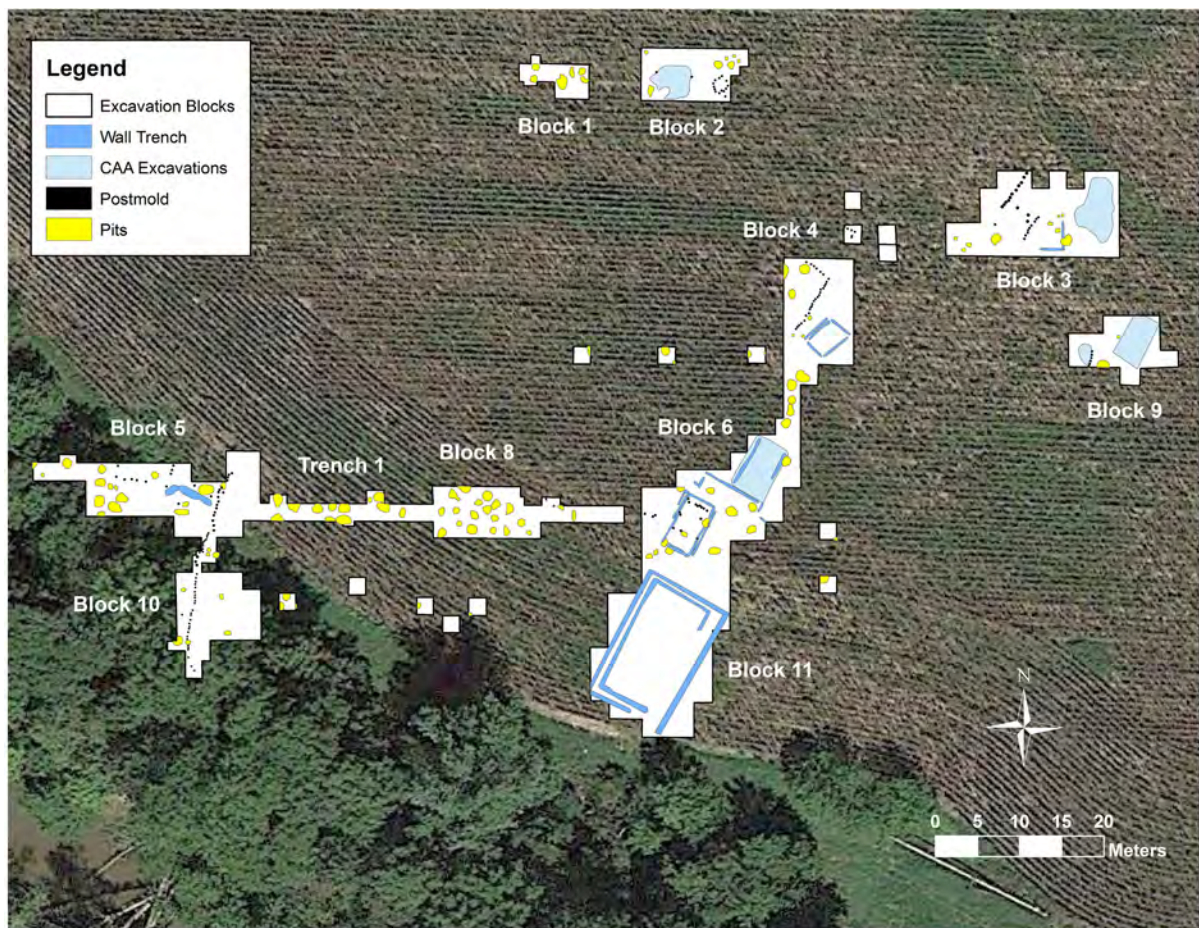 Legend
Excavation Blocks
Wall Trench
CAA Excavations
Postmold
Pits
Block 1
Block 2
Block 4
Block 3
Block 9
Block 5
Trench 1
Block 8
Block 6
Block 10
Block 11
N
0 5 10 15 20
Meters